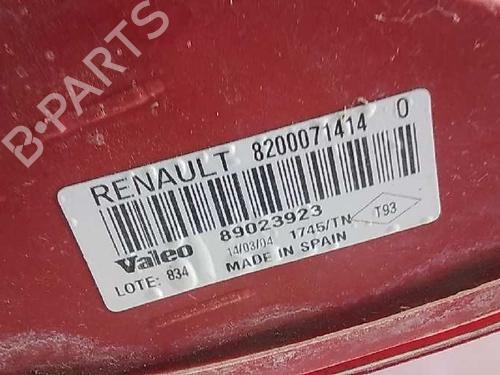 B-PARTS
RENAULT 8200071414 0
89023923
Valeo 14/03/04 1745/TN T93
LOTE: 834 MADE IN SPAIN